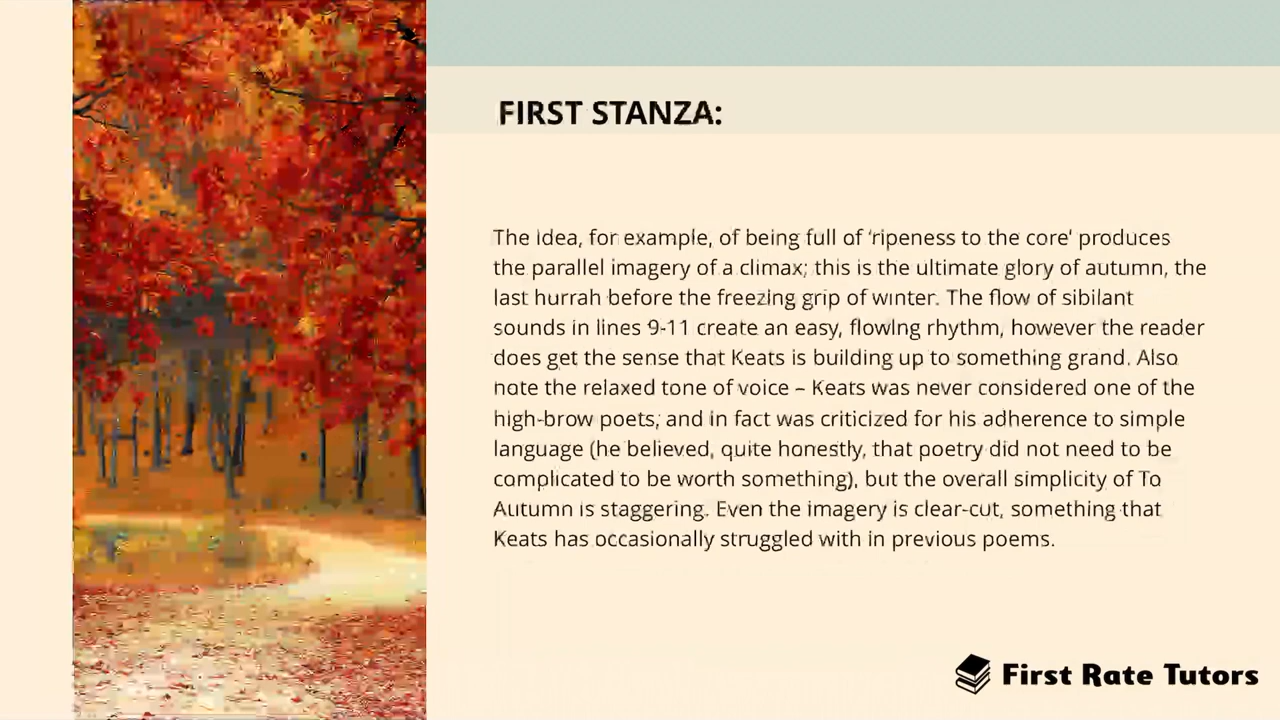 FIRST STANZA:
The idea, for example, of being full of 'ripeness to the core' produces
the parallel imagery of a climax; this is the ultimate glory of autumn, the
last hurrah before the freezing grip of winter. The flow of sibilant
sounds in lines 9-11 create an easy, flowing rhythm, however the reader
does get the sense that Keats is building up to something grand. Also
note the relaxed tone of voice – Keats was never considered one of the
high-brow poets; and in fact was criticized for his adherence to simple
language (he believed, quite honestly, that poetry did not need to be
complicated to be worth something), but the overall simplicity of To
Autumn is staggering. Even the imagery is clear-cut, something that
Keats has occasionally struggled with in previous poems.
First Rate Tutors